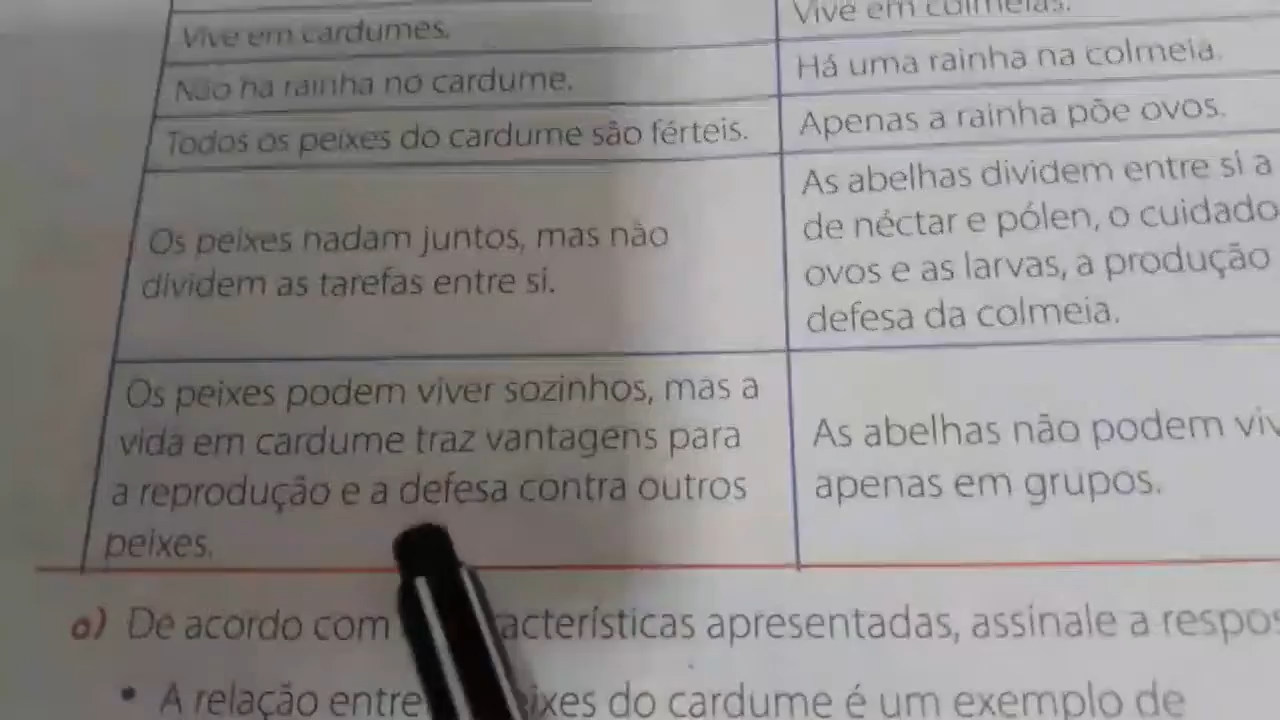 Vive em cardumes.
Vive em colmeias.
Não há rainha no cardume.
Há uma rainha na colmeia.
Todos os peixes do cardume são férteis.
Apenas a rainha põe ovos.
Os peixes nadam juntos, mas não
dividem as tarefas entre si.
As abelhas dividem entre si a
de néctar e pólen, o cuidado
ovos e as larvas, a produção
defesa da colmeia.
Os peixes podem viver sozinhos, mas a
vida em cardume traz vantagens para
a reprodução e a defesa contra outros
peixes.
As abelhas não podem viv
apenas em grupos.
a) De acordo com acterísticas apresentadas, assinale a respos
• A relação entre eixes do cardume é um exemplo de